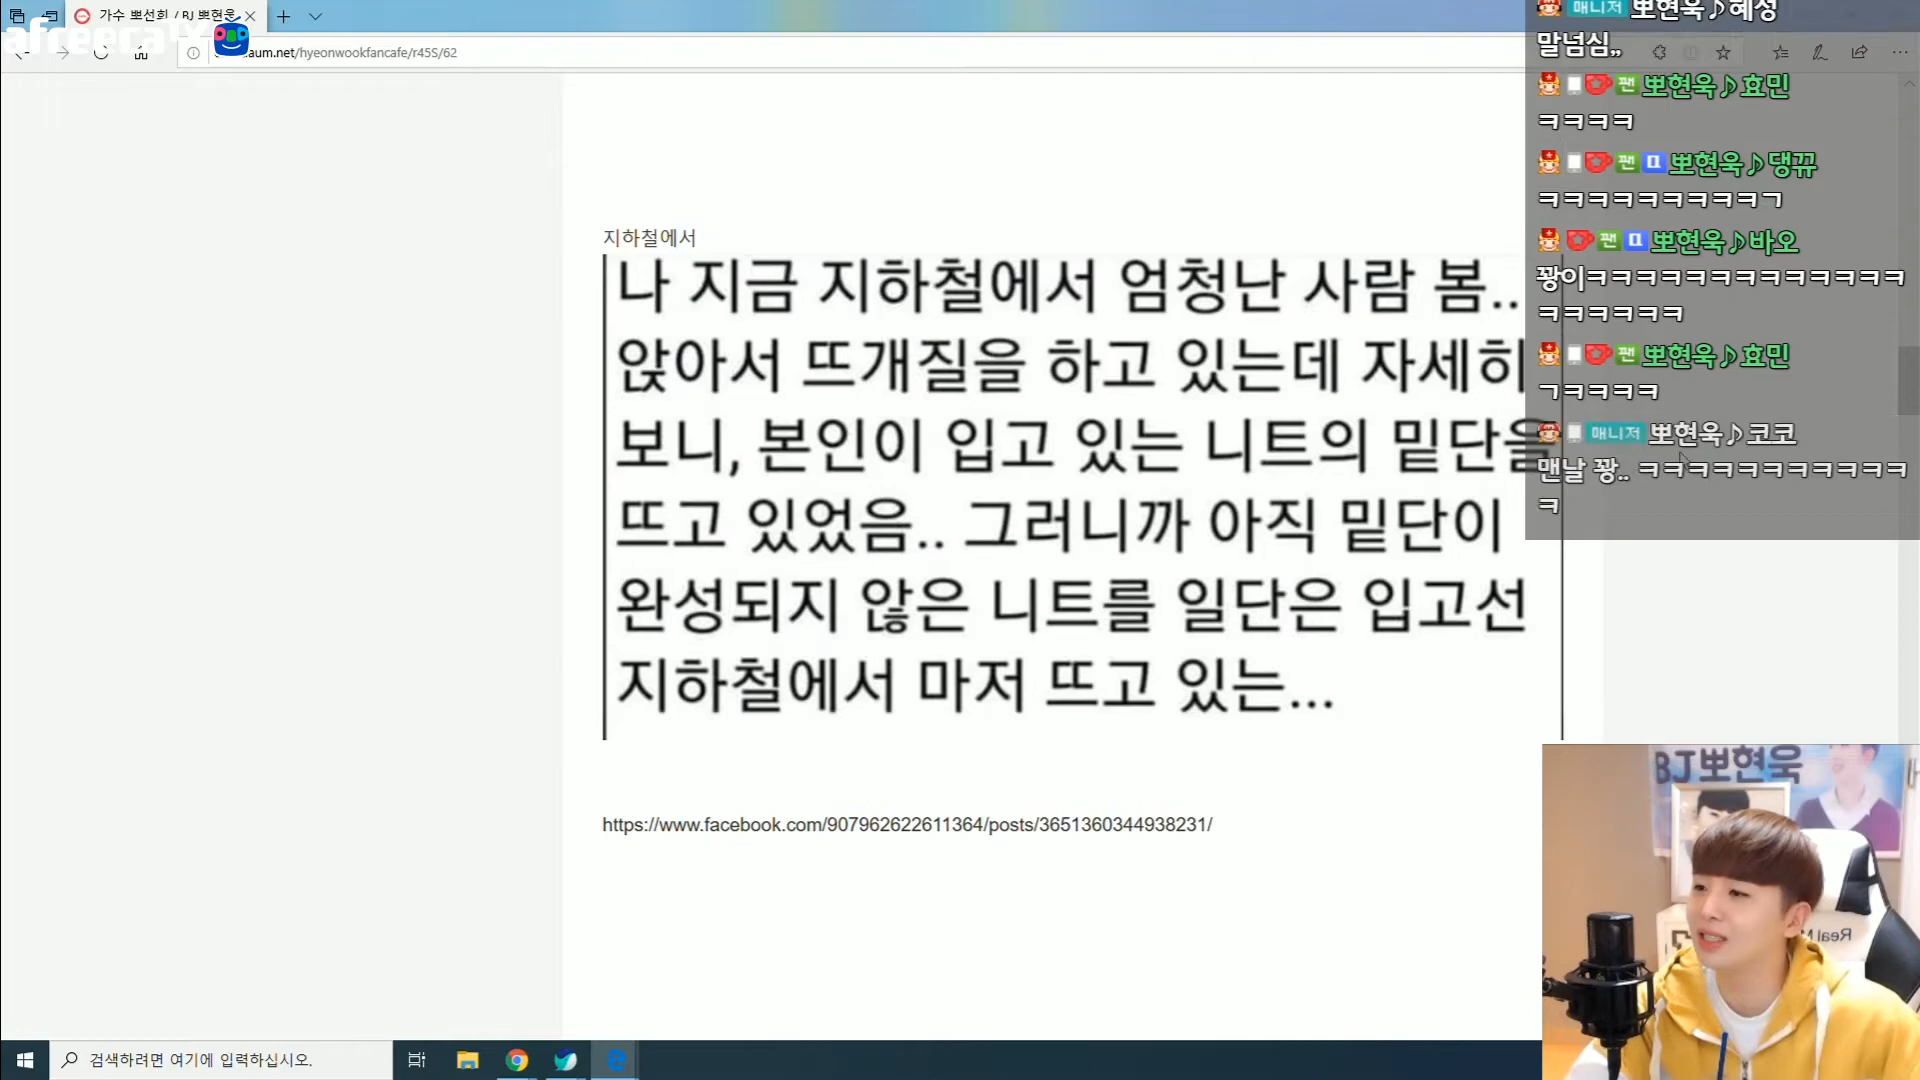 가수 뽀선회 / BJ 뽀현욱
afreecaTV
aum.net/hyeonwookfancafe/r45S/62
지하철에서
나 지금 지하철에서 엄청난 사람 봄..
앉아서 뜨개질을 하고 있는데 자세히
보니, 본인이 입고 있는 니트의 밑단을
뜨고 있었음.. 그러니까 아직 밑단이
완성되지 않은 니트를 일단은 입고선
지하철에서 마저 뜨고 있는...
https://www.facebook.com/907962622611364/posts/3651360344938231/
매니저 뽀현욱♪혜성
말넘심,,
팬 뽀현욱♪효민
ㅋㅋㅋㅋ
팬 뽀현욱♪댕뀨
ㅋㅋㅋㅋㅋㅋㅋㅋㅋㄱ
팬 뽀현욱♪바오
꽝이ㅋㅋㅋㅋㅋㅋㅋㅋㅋㅋㅋㅋㅋ
ㅋㅋㅋㅋㅋㅋ
팬 뽀현욱♪효민
ㄱㅋㅋㅋㅋ
매니저 뽀현욱♪코코
맨날 꽝.. ㅋㅋㅋㅋㅋㅋㅋㅋㅋㅋㅋ
ㅋ
BJ뽀현욱
검색하려면 여기에 입력하십시오.